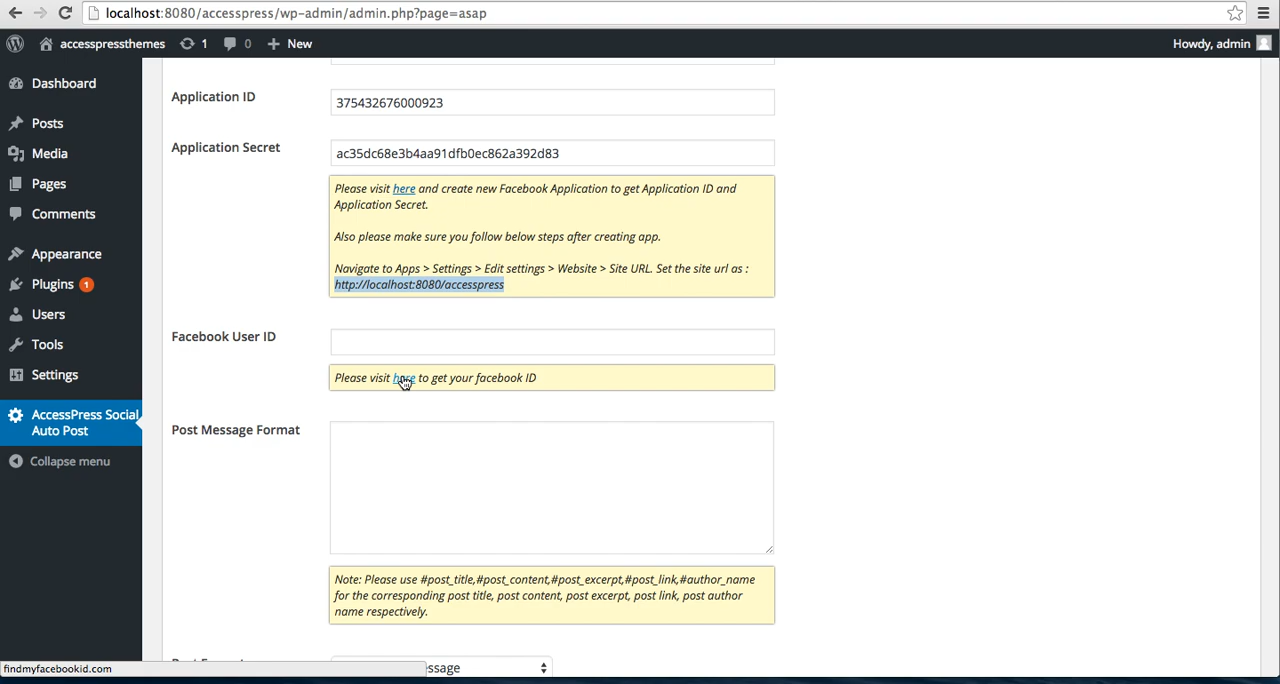 localhost:8080/accesspress/wp-admin/admin.php?page=asap
accesspressthemes 1 0 New Howdy, admin
Dashboard
Posts
Media
Pages
Comments
Appearance
Plugins 1
Users
Tools
Settings
AccessPress Social
Auto Post
Collapse menu
Application ID
375432676000923
Application Secret
ac35dc68e3b4aa91dfb0ec862a392d83
Please visit here and create new Facebook Application to get Application ID and
Application Secret.
Also please make sure you follow below steps after creating app.
Navigate to Apps > Settings > Edit settings > Website > Site URL. Set the site url as :
http://localhost:8080/accesspress
Facebook User ID
Please visit here to get your facebook ID
Post Message Format
Note: Please use #post_title,#post_content,#post_excerpt,#post_link,#author_name
for the corresponding post title, post content, post excerpt, post link, post author
name respectively.
findmyfacebookid.com